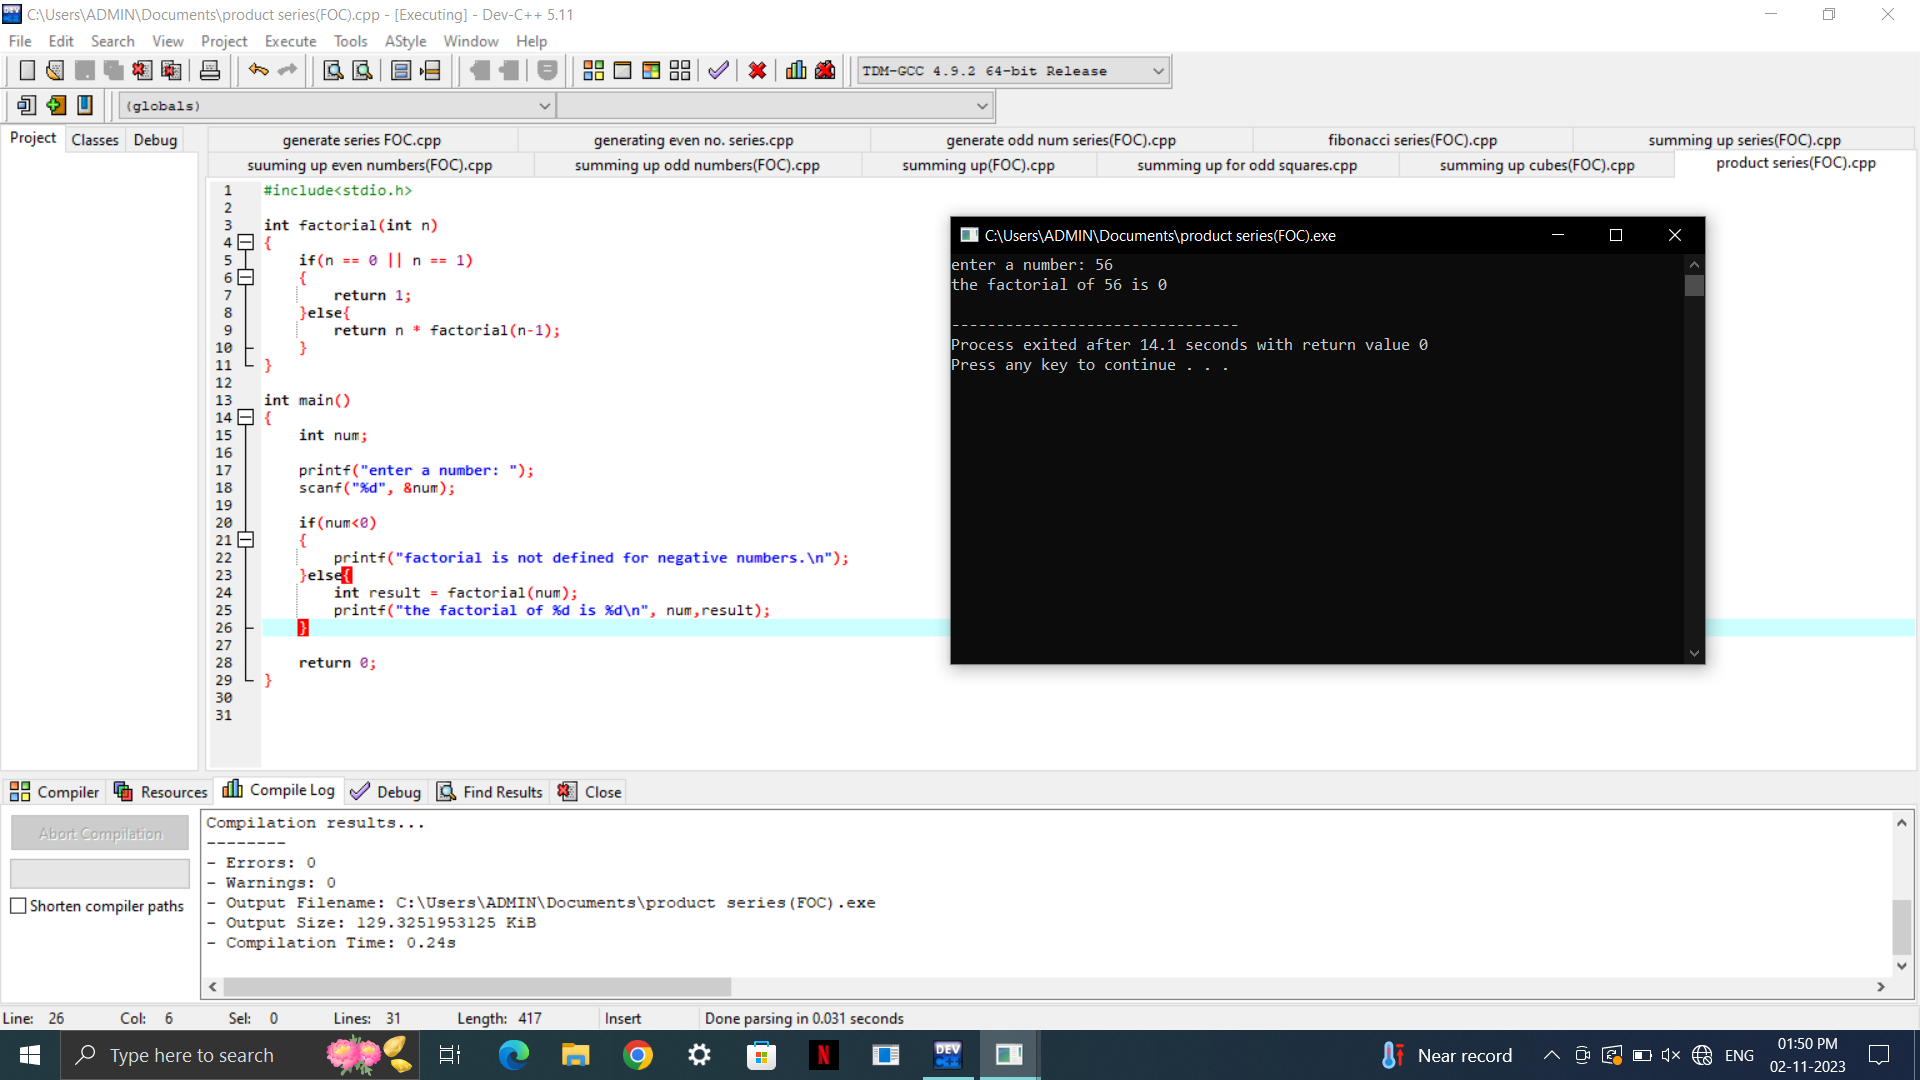 C:\Users\ADMIN\Documents\product series(FOC).cpp - [Executing] - Dev-C++ 5.11
File Edit Search View Project Execute Tools AStyle Window Help
TDM-GCC 4.9.2 64-bit Release
(globals)
Project Classes Debug
generate series FOC.cpp generating even no. series.cpp generate odd num series(FOC).cpp fibonacci series(FOC).cpp summing up series(FOC).cpp
suuming up even numbers(FOC).cpp summing up odd numbers(FOC).cpp summing up(FOC).cpp summing up for odd squares.cpp summing up cubes(FOC).cpp product series(FOC).cpp
1 #include<stdio.h>
2
3 int factorial(int n)
4 {
5 if(n == 0 || n == 1)
6 {
7 return 1;
8 }else{
9 return n * factorial(n-1);
10 }
11 }
12
13 int main()
14 {
15 int num;
16
17 printf("enter a number: ");
18 scanf("%d", &num);
19
20 if(num<0)
21 {
22 printf("factorial is not defined for negative numbers.\n");
23 }else{
24 int result = factorial(num);
25 printf("the factorial of %d is %d\n", num,result);
26 }
27
28 return 0;
29 }
30
31
C:\Users\ADMIN\Documents\product series(FOC).exe
enter a number: 56
the factorial of 56 is 0
--------------------------------
Process exited after 14.1 seconds with return value 0
Press any key to continue . . .
Compiler Resources Compile Log Debug Find Results Close
Abort Compilation
Shorten compiler paths
Compilation results...
--------
- Errors: 0
- Warnings: 0
- Output Filename: C:\Users\ADMIN\Documents\product series(FOC).exe
- Output Size: 129.3251953125 KiB
- Compilation Time: 0.24s
Line: 26 Col: 6 Sel: 0 Lines: 31 Length: 417 Insert Done parsing in 0.031 seconds
Type here to search
N
DEV C++
Near record
ENG
01:50 PM
02-11-2023